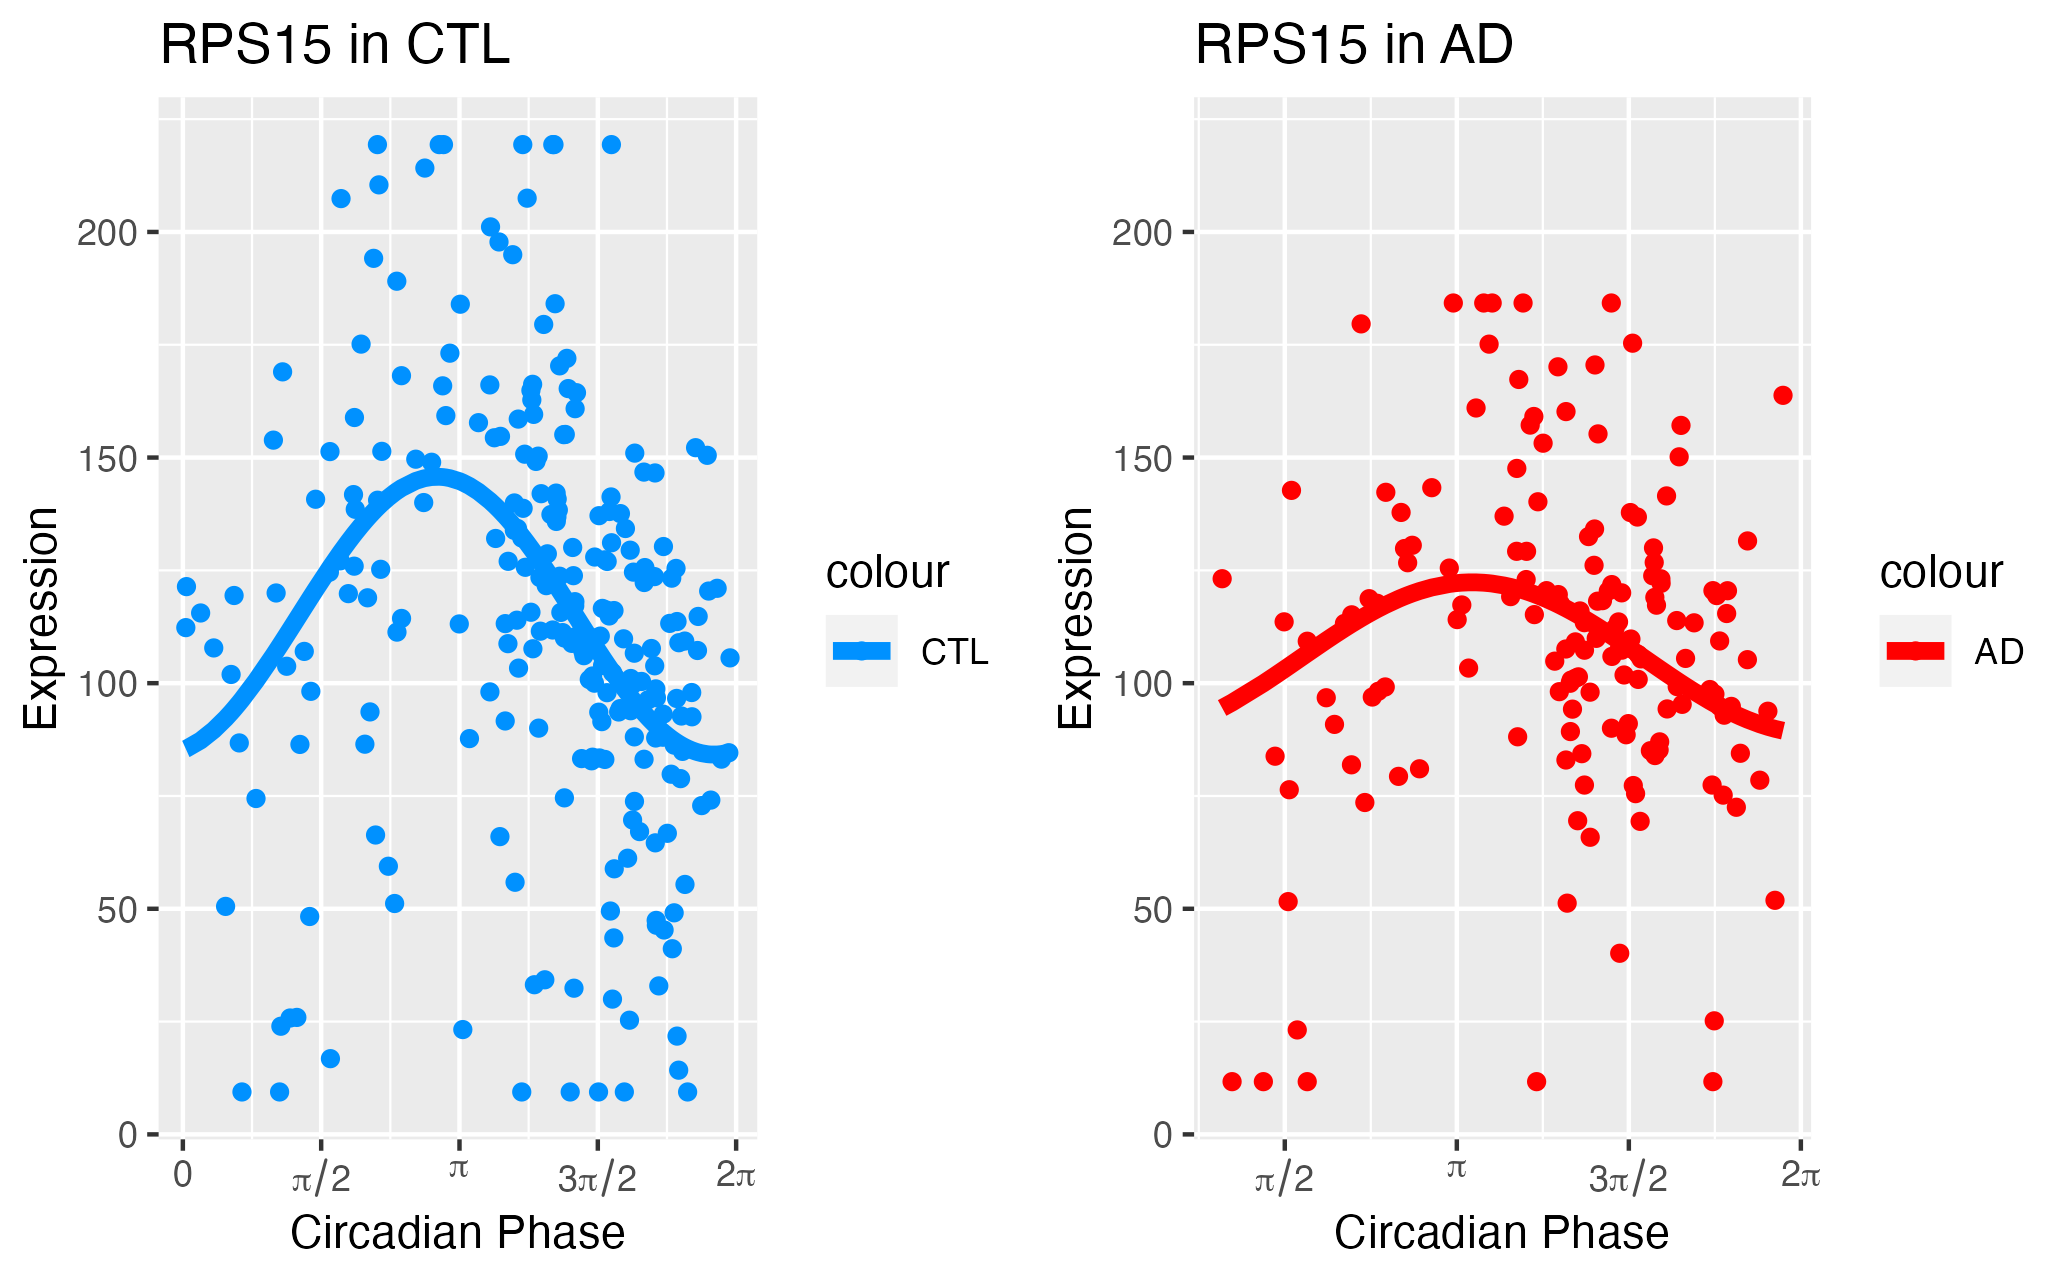 RPS15 in CTL
Expression
200
150
100
50
0
0 π/2 π 3π/2 2π
Circadian Phase
colour
CTL
RPS15 in AD
Expression
200
150
100
50
0
π/2 π 3π/2 2π
Circadian Phase
colour
AD